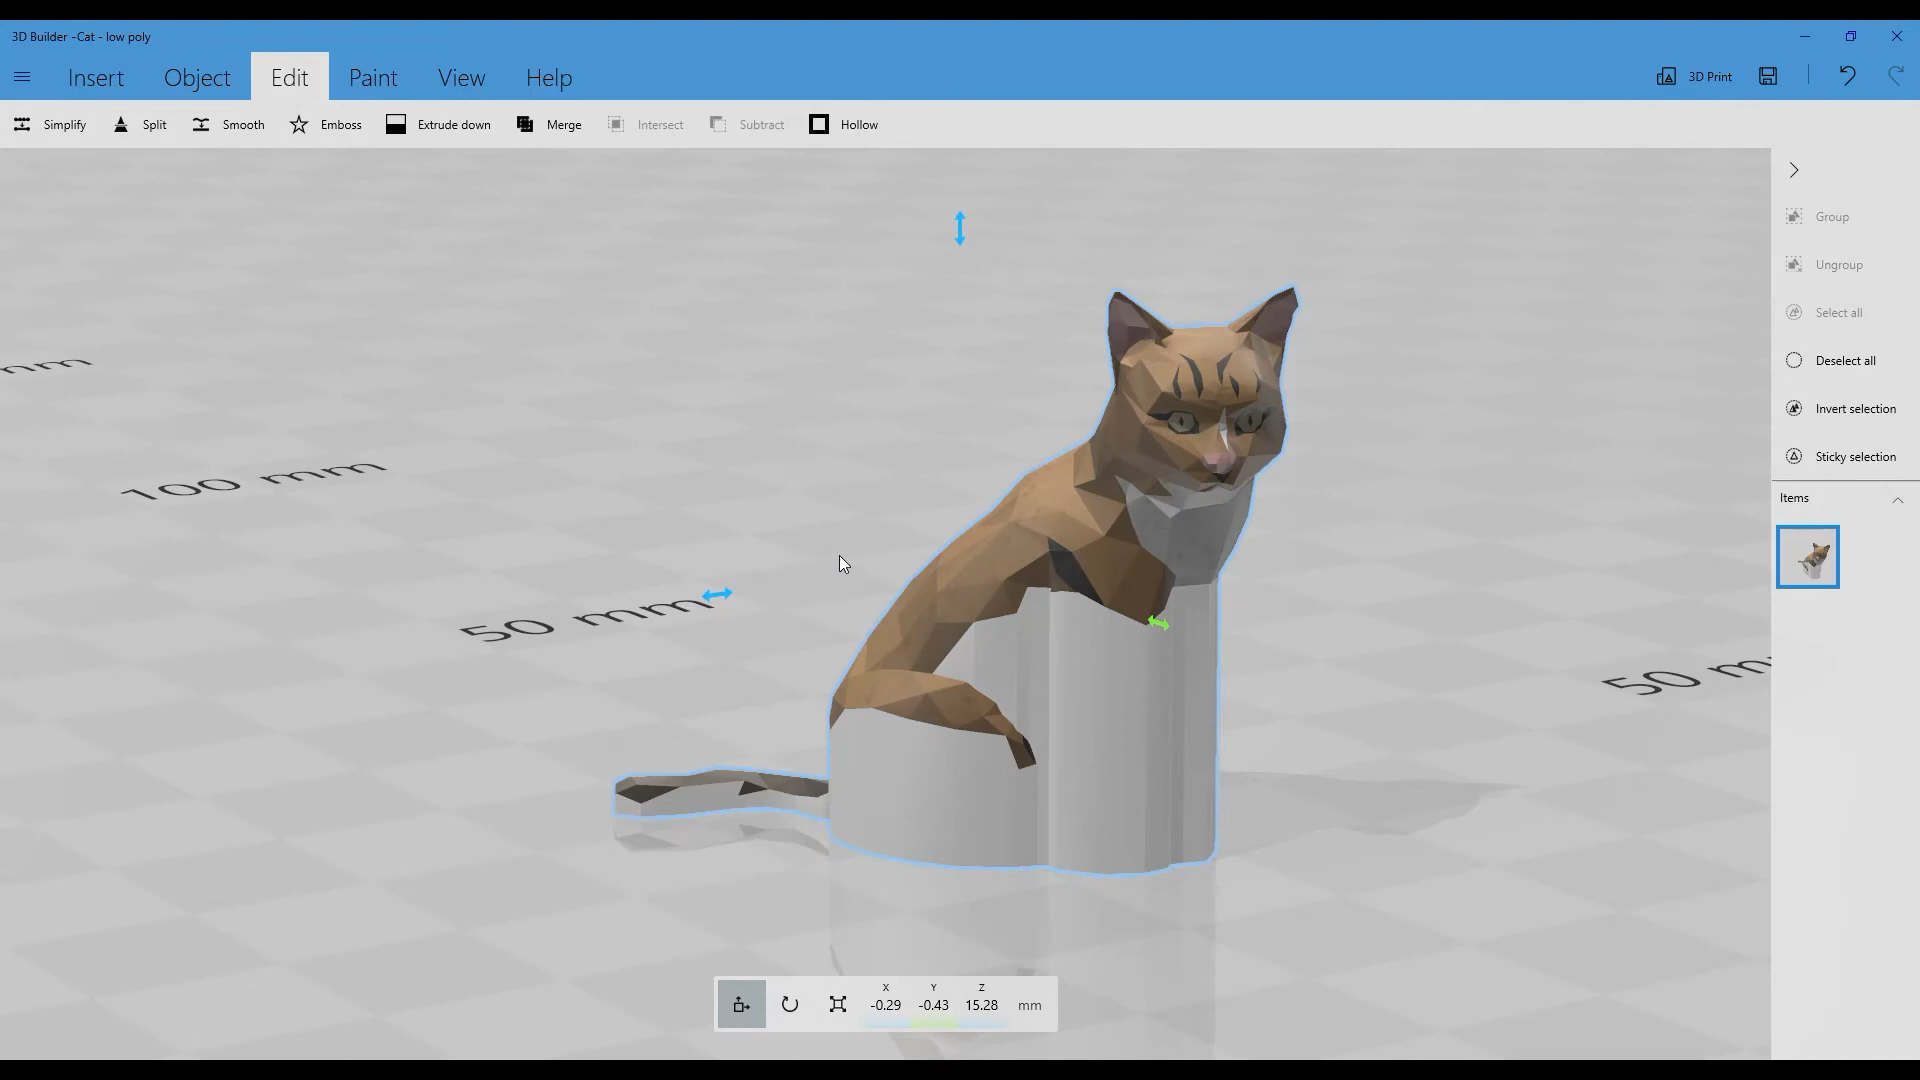 3D Builder -Cat - low poly
Insert Object Edit Paint View Help
3D Print
Simplify Split Smooth Emboss Extrude down Merge Intersect Subtract Hollow
Group
Ungroup
Select all
Deselect all
Invert selection
Sticky selection
Items
mm
100 mm
50 mm
50 m
X Y Z
-0.29 -0.43 15.28 mm